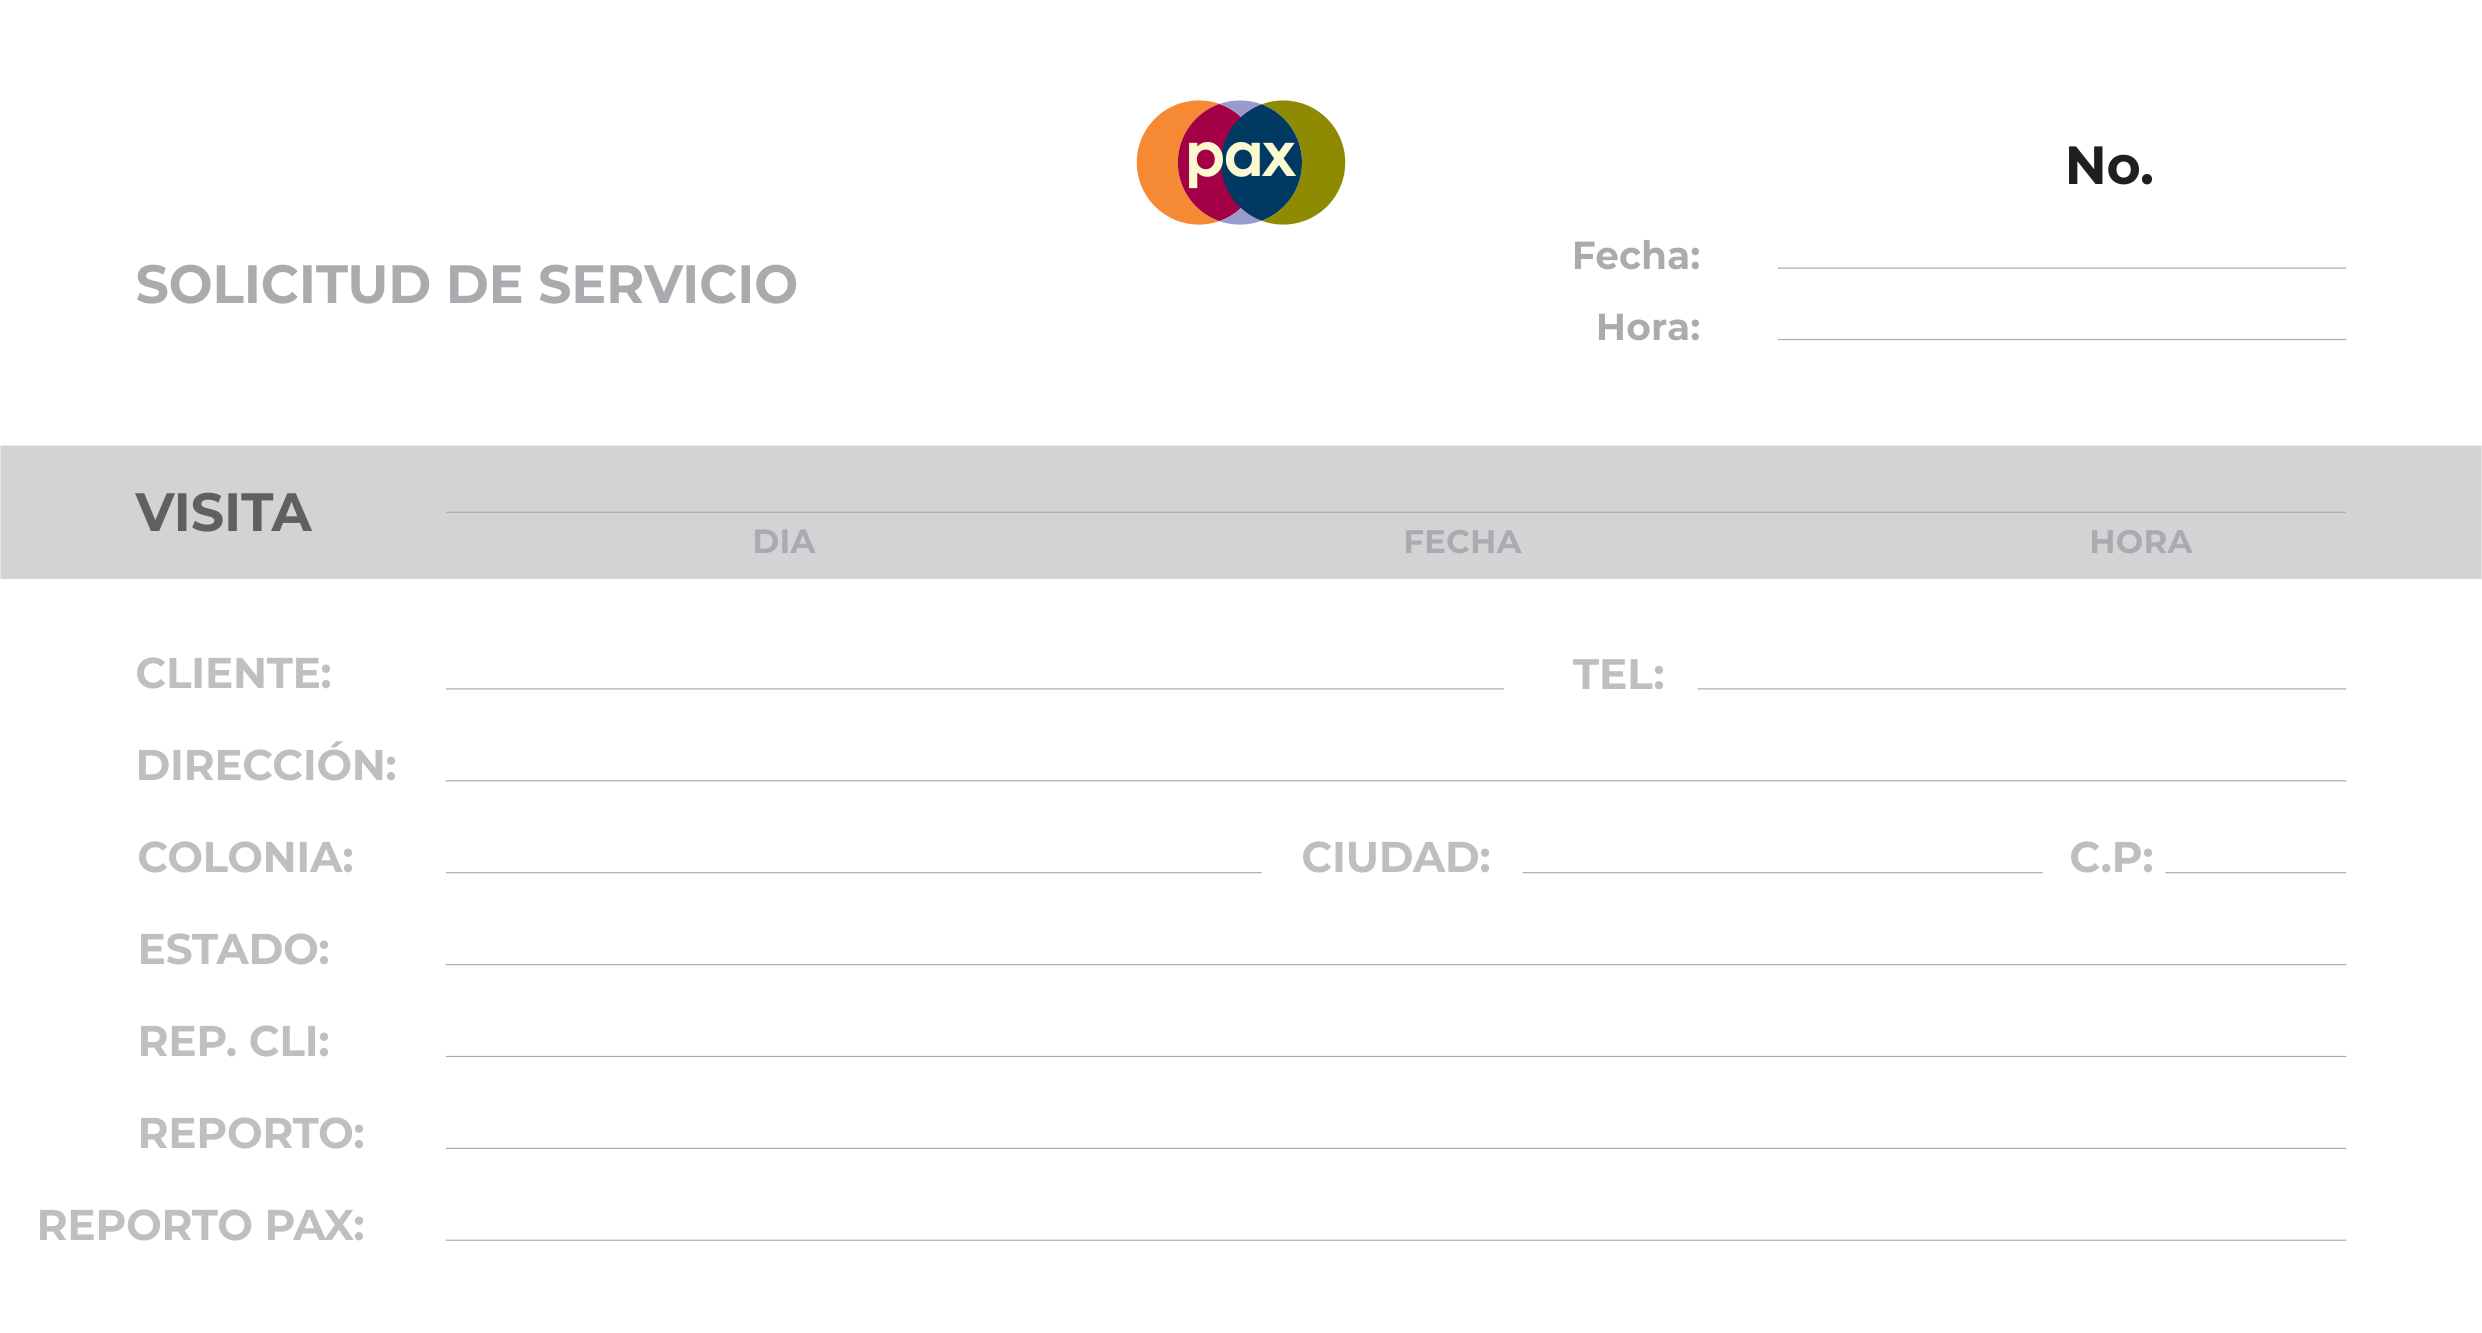 pax
No.
Fecha:
SOLICITUD DE SERVICIO
Hora:
VISITA
DIA FECHA HORA
CLIENTE: TEL:
DIRECCIÓN:
COLONIA: CIUDAD: C.P:
ESTADO:
REP. CLI:
REPORTO:
REPORTO PAX: